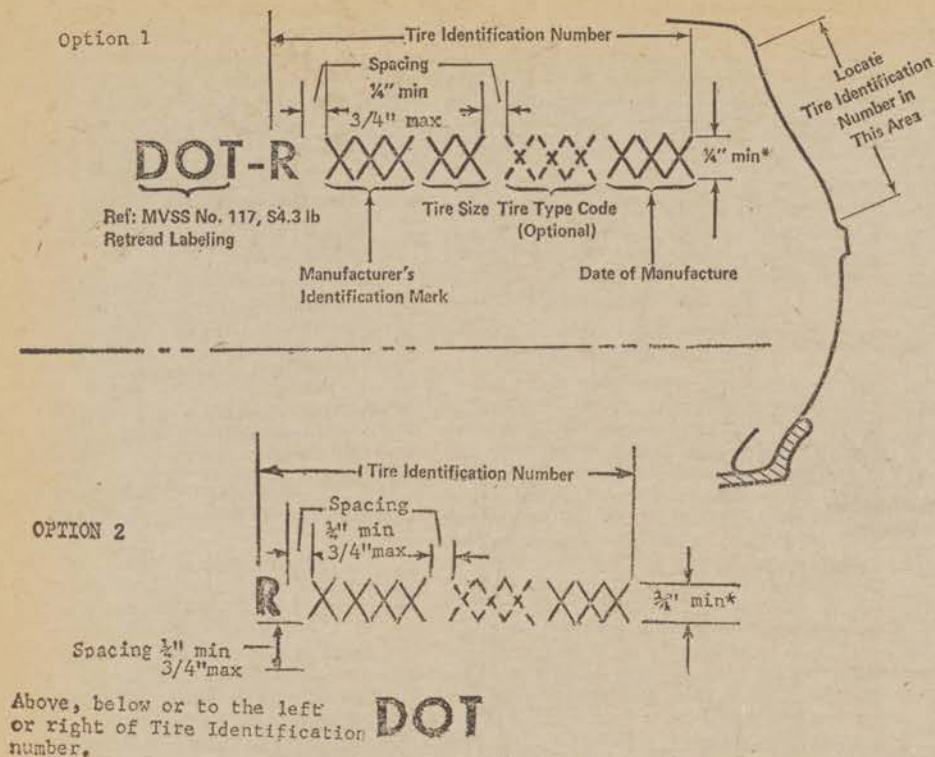 Option 1
Tire Identification Number
Spacing
¼" min
3/4" max
Locate
Tire Identification
Number in
This Area
DOT-R XXX XX XXX XXX
¼" min*
Ref: MVSS No. 117, S4.3 lb
Retread Labeling
Tire Size Tire Type Code
(Optional)
Manufacturer's
Identification Mark
Date of Manufacture
Tire Identification Number
Spacing
OPTION 2
¼" min
3/4"max
R XXXX XXX XXX
min*
Spacing ¼" min
3/4"max
Above, below or to the left
or right of Tire Identification
number.
DOT